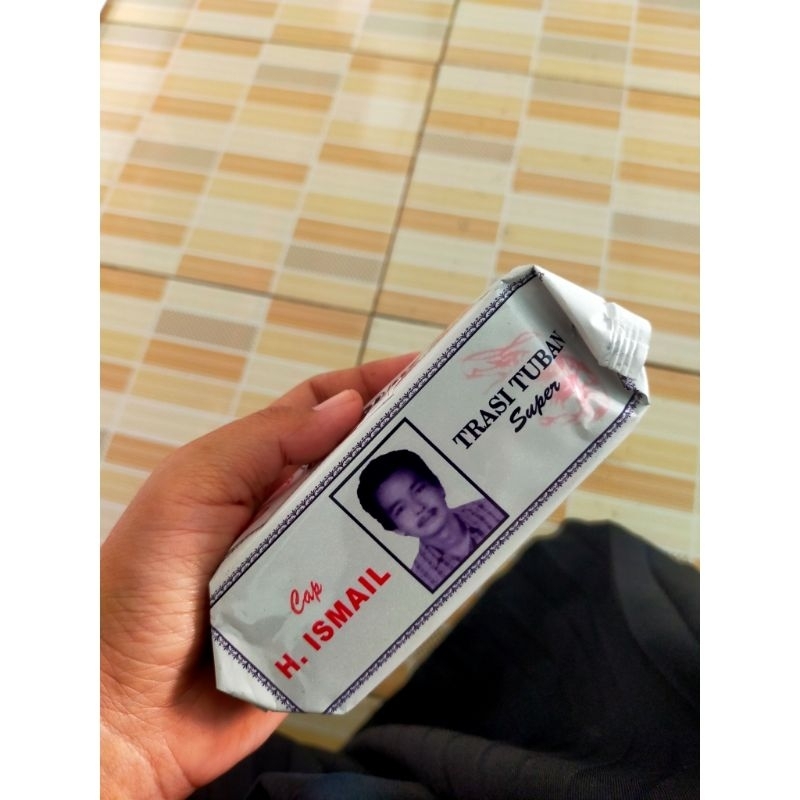 TRASI TUBAN
Super
Cap
H. ISMAIL